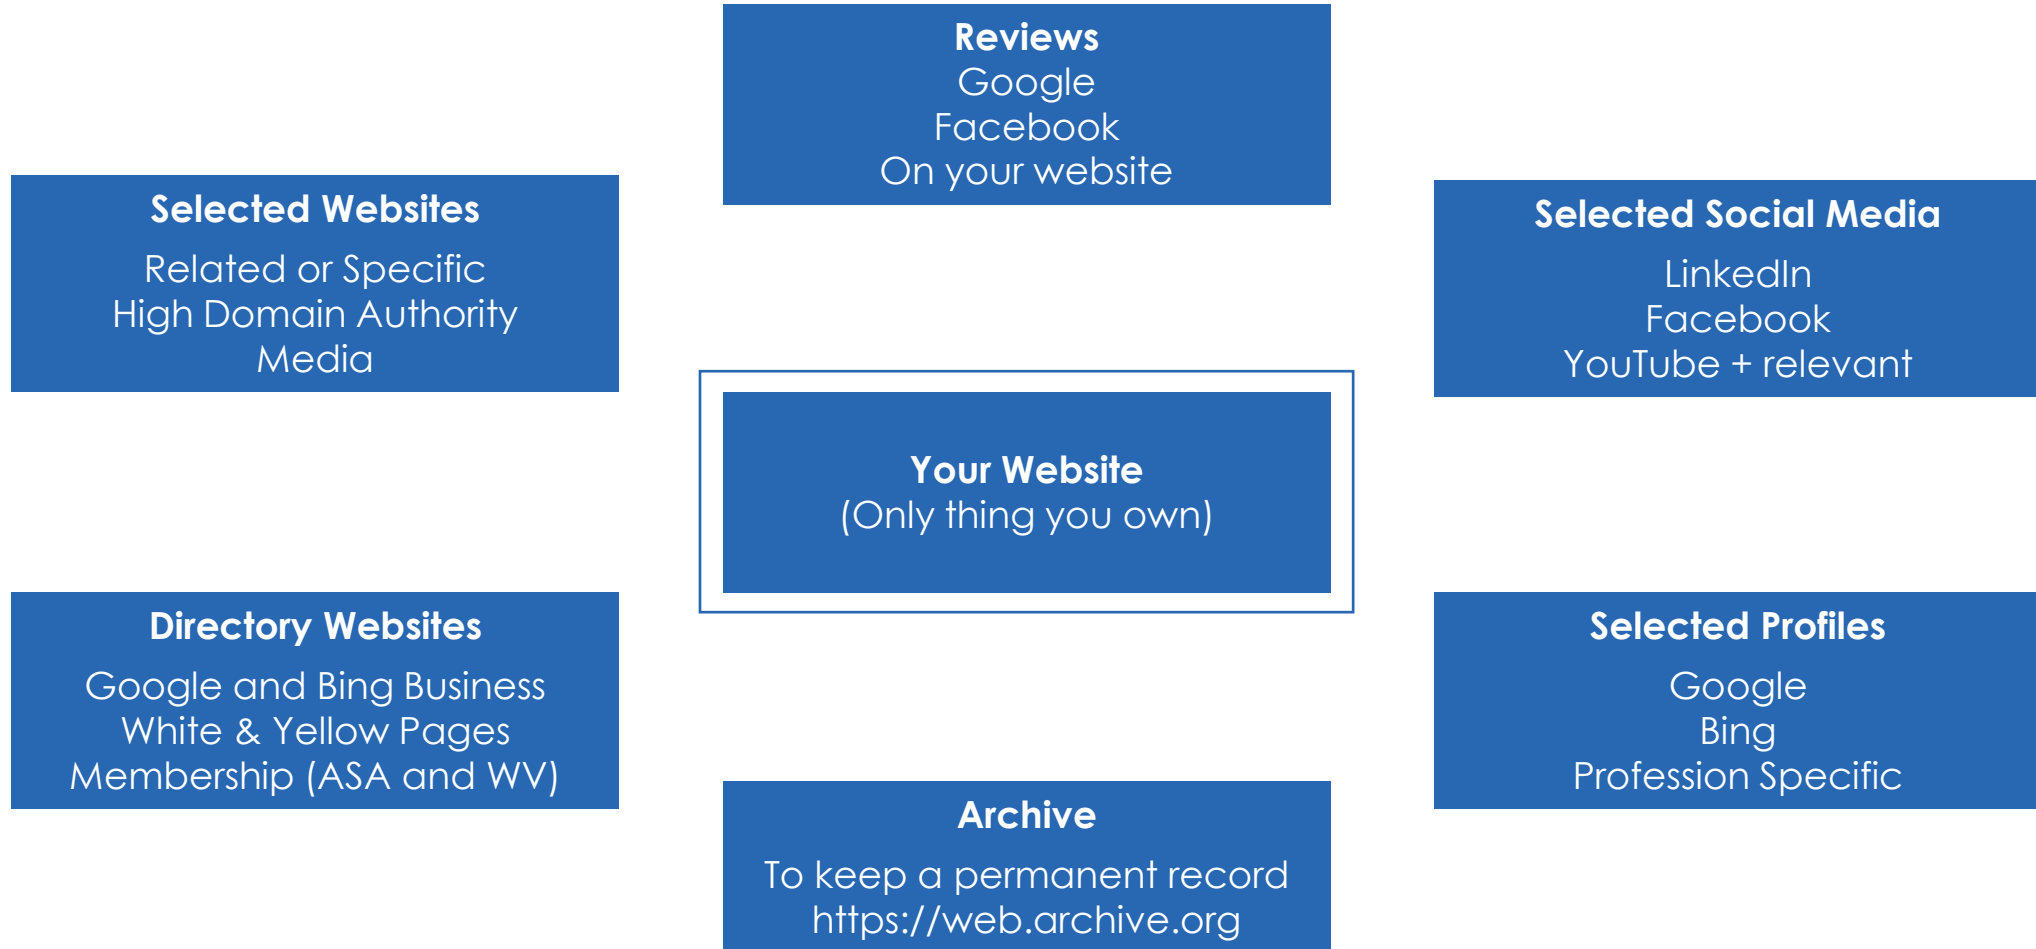 Reviews
Google
Facebook
On your website
Selected Websites
Related or Specific
High Domain Authority
Media
Selected Social Media
LinkedIn
Facebook
YouTube + relevant
Your Website
(Only thing you own)
Directory Websites
Google and Bing Business
White & Yellow Pages
Membership (ASA and WV)
Selected Profiles
Google
Bing
Profession Specific
Archive
To keep a permanent record
https://web.archive.org